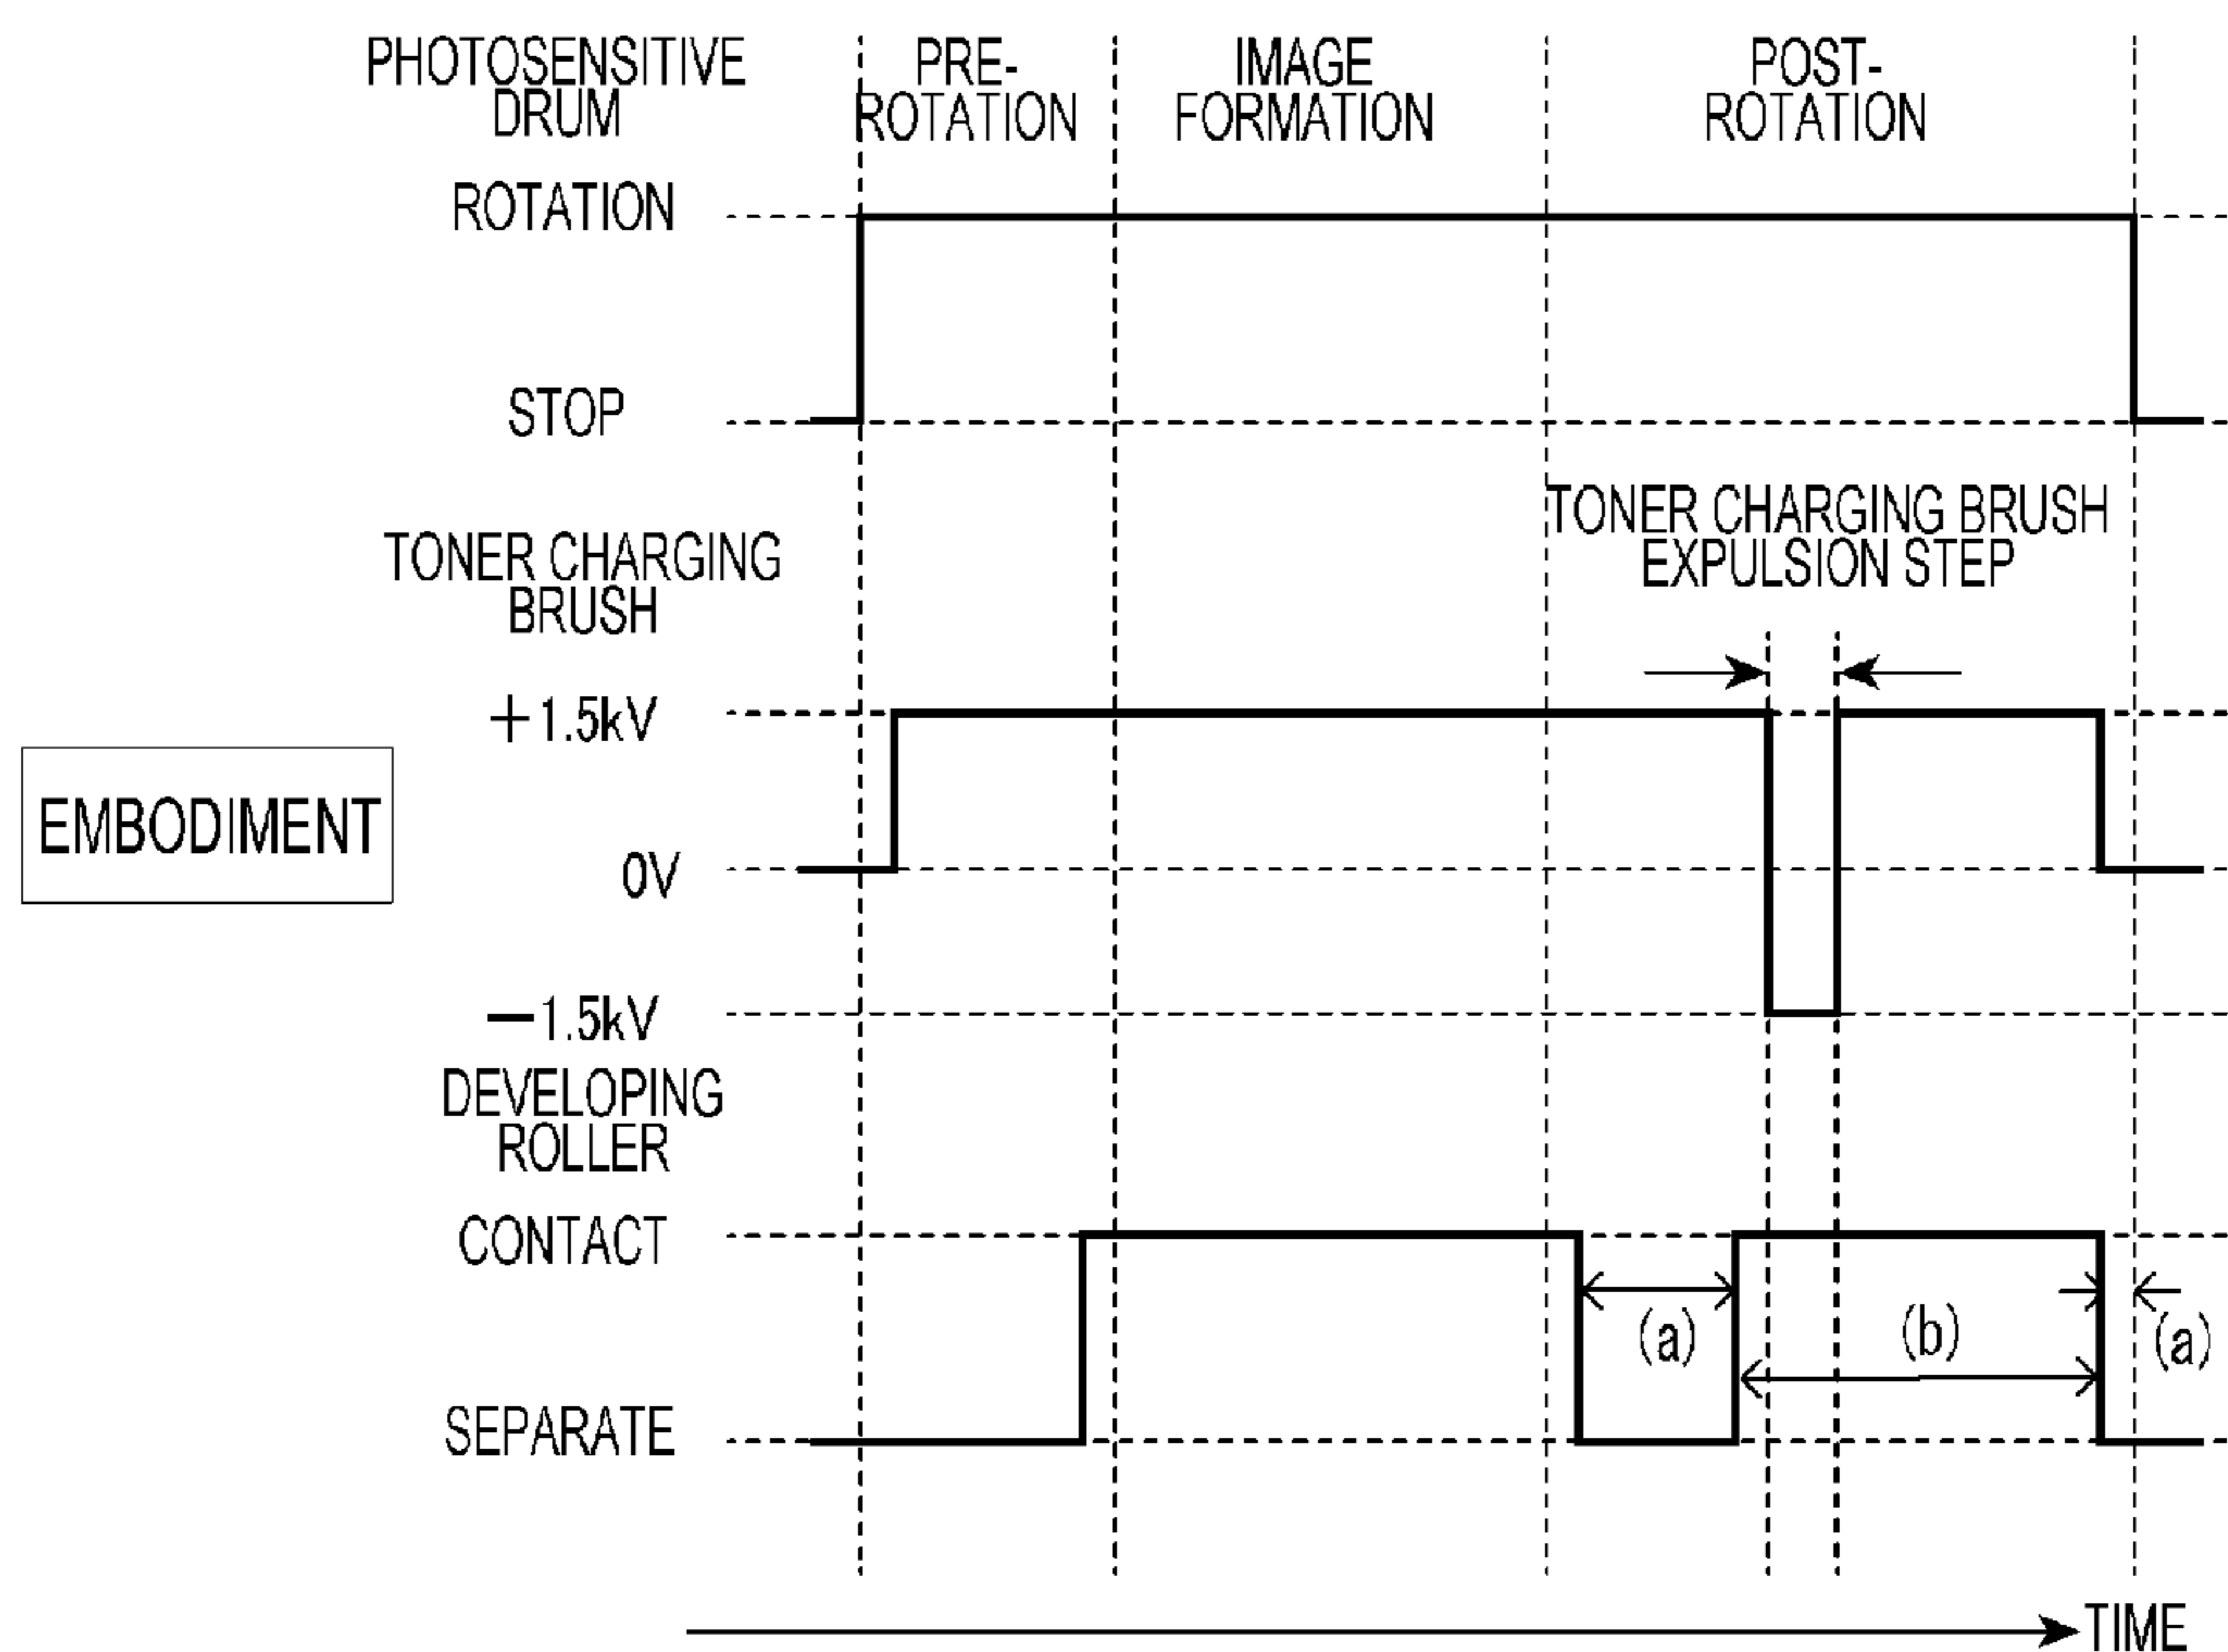 PHOTOSENSITIVE
DRUM
PRE-
ROTATION
IMAGE
FORMATION
POST-
ROTATION
ROTATION
STOP
TONER CHARGING BRUSH
EXPULSION STEP
TONER CHARGING
BRUSH
+1.5kV
EMBODIMENT
0V
−1.5kV
DEVELOPING
ROLLER
CONTACT
(a)
(b)
(a)
SEPARATE
TIME